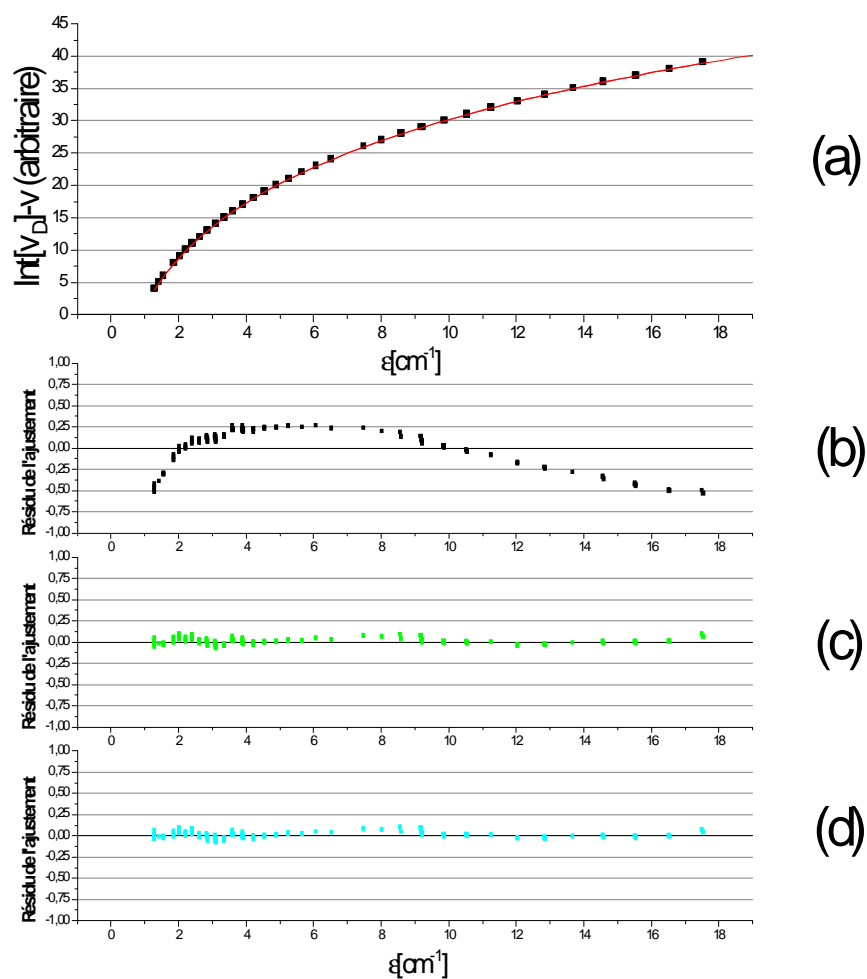 45
40
35
30
25
20
15
10
5
0
Int[v_D]-v (arbitraire)
0 2 4 6 8 10 12 14 16 18
ε[cm⁻¹]
(a)
1,00
0,75
0,50
0,25
0,00
-0,25
-0,50
-0,75
-1,00
Résidu de l'ajustement
0 2 4 6 8 10 12 14 16 18
(b)
1,00
0,75
0,50
0,25
0,00
-0,25
-0,50
-0,75
-1,00
Résidu de l'ajustement
0 2 4 6 8 10 12 14 16 18
(c)
1,00
0,75
0,50
0,25
0,00
-0,25
-0,50
-0,75
-1,00
Résidu de l'ajustement
0 2 4 6 8 10 12 14 16 18
ε[cm⁻¹]
(d)